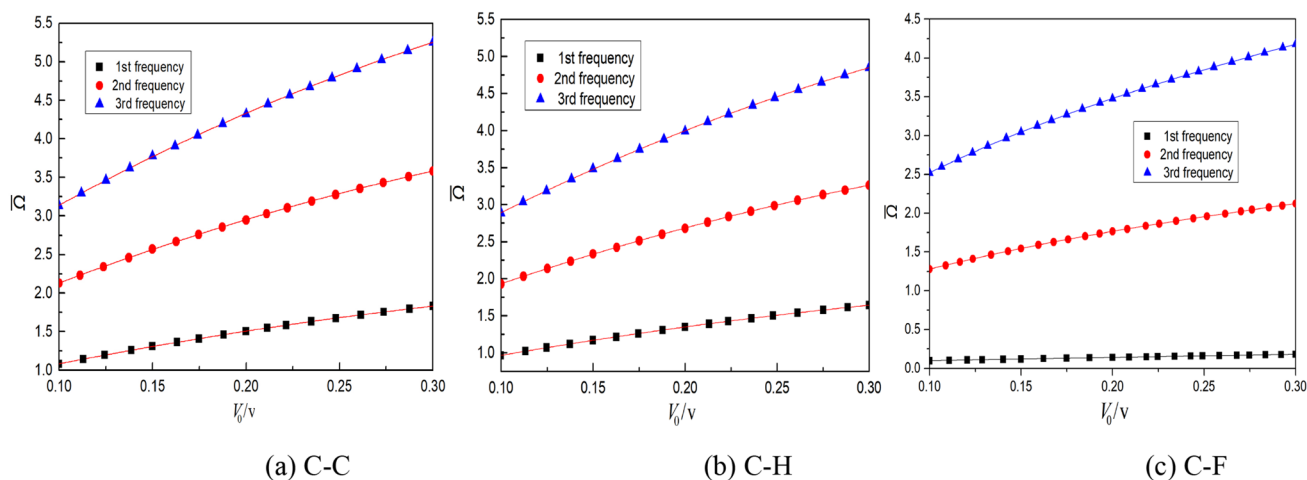 5.5
5.0
4.5
4.0
3.5
3.0
2.5
2.0
1.5
1.0
Ω̅
1st frequency
2nd frequency
3rd frequency
0.10 0.15 0.20 0.25 0.30
V₀/v
(a) C-C
5.5
5.0
4.5
4.0
3.5
3.0
2.5
2.0
1.5
1.0
Ω̅
1st frequency
2nd frequency
3rd frequency
0.10 0.15 0.20 0.25 0.30
V₀/v
(b) C-H
4.5
4.0
3.5
3.0
2.5
2.0
1.5
1.0
0.5
0.0
Ω̅
1st frequency
2nd frequency
3rd frequency
0.10 0.15 0.20 0.25 0.30
V₀/v
(c) C-F